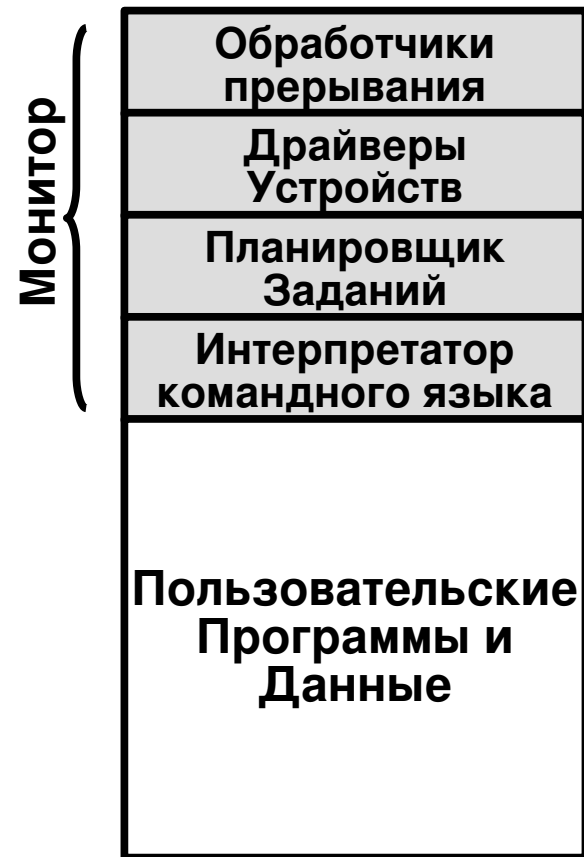 Монитор
Обработчики
прерывания
Драйверы
Устройств
Планировщик
Заданий
Интерпретатор
командного языка
Пользовательские
Программы и
Данные